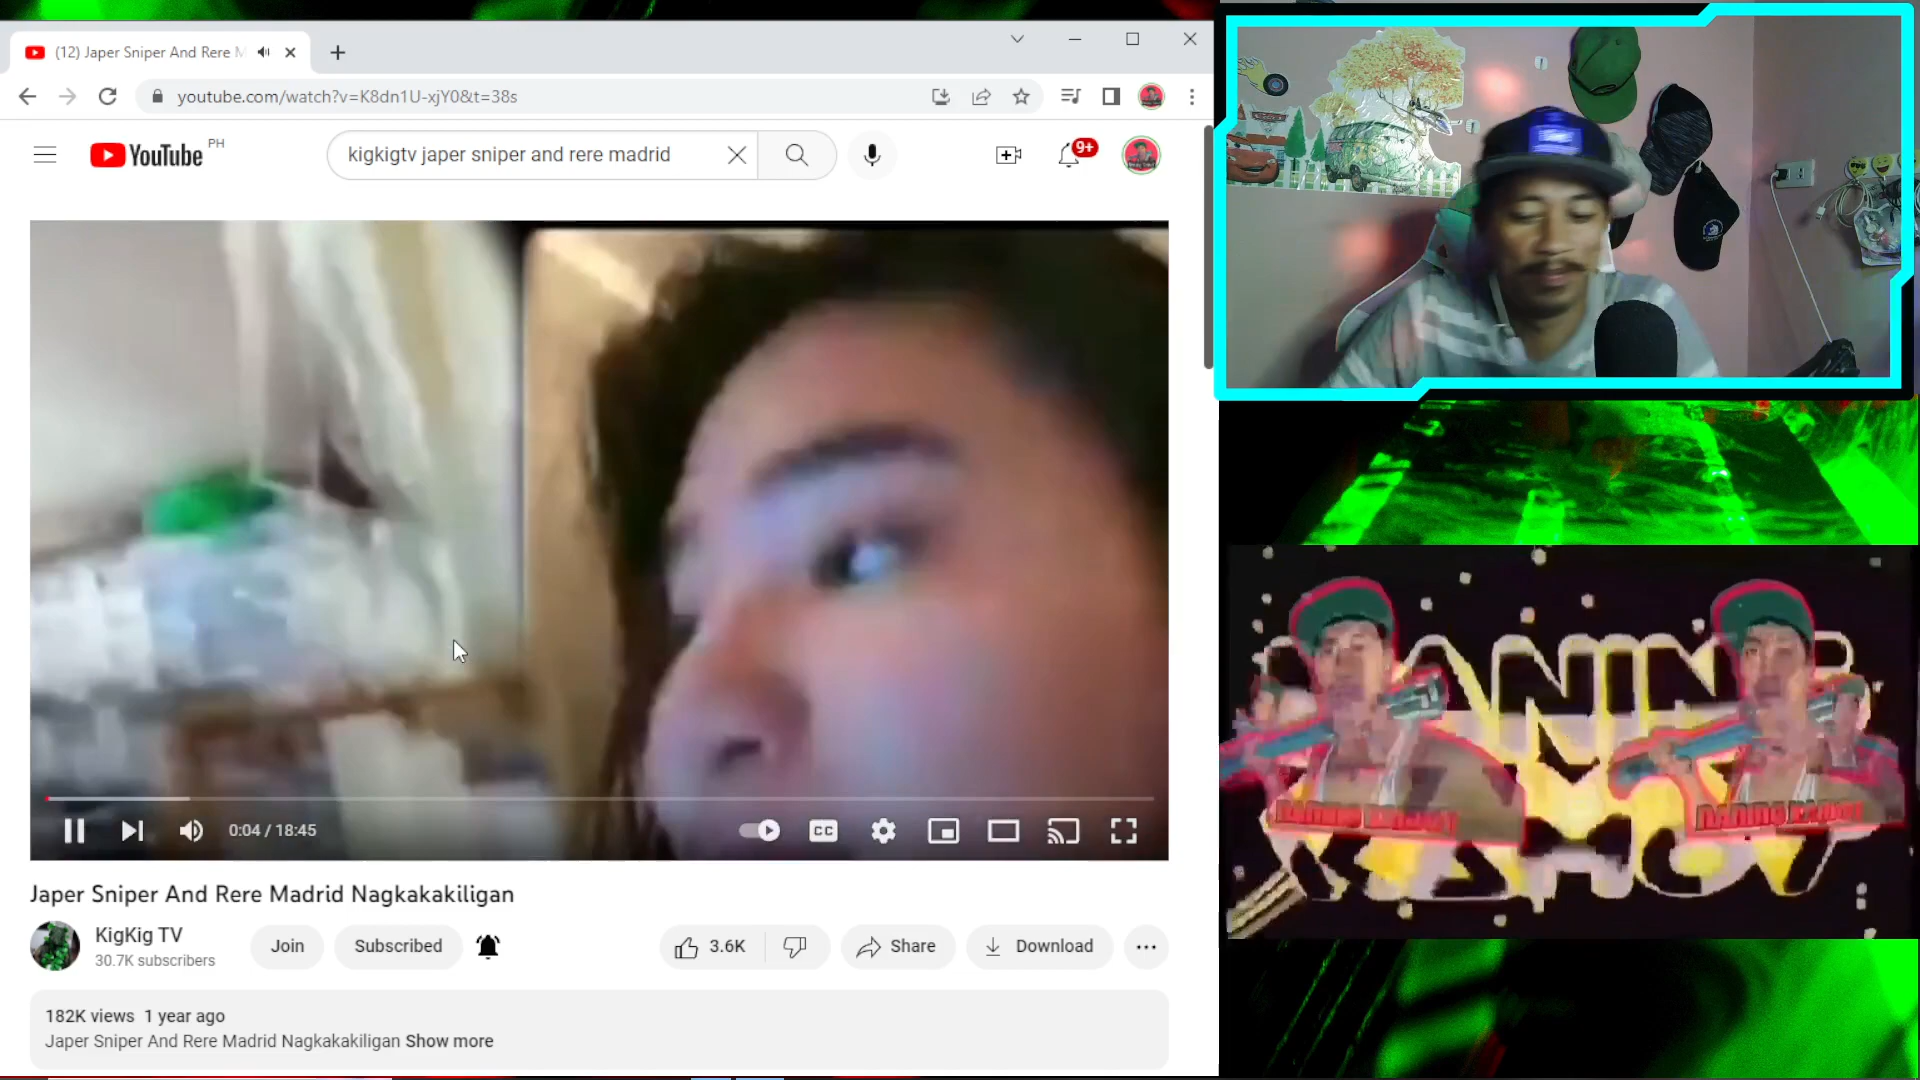 (12) Japer Sniper And Rere M
youtube.com/watch?v=K8dn1U-xjY0&t=38s
YouTube PH
kigkigtv japer sniper and rere madrid
9+
CC
0:04 / 18:45
Japer Sniper And Rere Madrid Nagkakakiligan
KigKig TV
30.7K subscribers
Join
Subscribed
3.6K
Share
Download
182K views 1 year ago
Japer Sniper And Rere Madrid Nagkakakiligan Show more